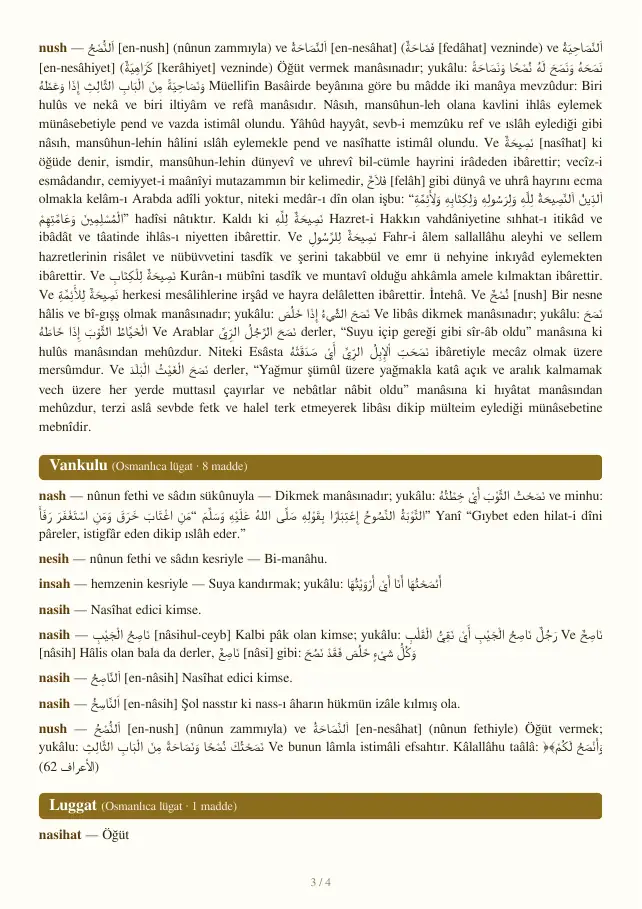 nush — اَلنُّصْحُ [en-nush] (nûnun zammıyla) ve اَلنَّصَاحَةُ [en-nesâhat] (فَصَاحَةٌ [fedâhat] vezninde) ve اَلنَّصَاحِيَةُ
[en-nesâhiyet] (كَرَاهِيَةٌ [kerâhiyet] vezninde) Öğüt vermek manâsınadır; yukâlu: نَصَحَهُ وَنَصَحَ لَهُ نُصْحًا وَنَصَاحَةً
وَنَصَاحِيَةً مِنَ الْبَابِ الثَّالِثِ إِذَا وَعَظَهُ Müellifin Basâirde beyânına göre bu mâdde iki manâya mevzûdur: Biri
hulûs ve nekâ ve biri iltiyâm ve refâ manâsıdır. Nâsıh, mansûhun-leh olana kavlini ihlâs eylemek
münâsebetiyle pend ve vazda istimâl olundu. Yâhûd hayyât, sevb-i memzûku ref ve ıslâh eylediği gibi
nâsıh, mansûhun-lehin hâlini ıslâh eylemekle pend ve nasîhatte istimâl olundu. Ve نَصِيحَةٌ [nasîhat] ki
öğüde denir, ismdir, mansûhun-lehin dünyevî ve uhrevî bil-cümle hayrini irâdeden ibârettir; vecîz-i
esmâdandır, cemiyyet-i maânîyi mutazammın bir kelimedir, فَلاَحٌ [felâh] gibi dünyâ ve uhrâ hayrını ecma
olmakla kelâm-ı Arabda adîli yoktur, niteki medâr-ı dîn olan işbu: “اَلدِّينُ اَلنَّصِيحَةُ لِلَّهِ وَلِرَسُولِهِ وَلِكِتَابِهِ وَلِأَئِمَّةِ
الْمُسْلِمِينَ وَعَامَّتِهِمْ” hadîsi nâtıktır. Kaldı ki نَصِيحَةٌ لِلَّهِ Hazret-i Hakkın vahdâniyetine sıhhat-ı itikâd ve
ibâdât ve tâatinde ihlâs-ı niyetten ibârettir. Ve نَصِيحَةٌ لِلرَّسُولِ Fahr-i âlem sallallâhu aleyhi ve sellem
hazretlerinin risâlet ve nübüvvetini tasdîk ve şerini takabbül ve emr ü nehyine inkıyâd eylemekten
ibârettir. Ve نَصِيحَةٌ لِلْكِتَابِ Kurân-ı mübîni tasdîk ve muntavî olduğu ahkâmla amele kılmaktan ibârettir.
Ve نَصِيحَةٌ لِلْأَئِمَّةِ herkesi mesâlihlerine irşâd ve hayra delâletten ibârettir. İntehâ. Ve نُصْحٌ [nush] Bir nesne
hâlis ve bî-gışş olmak manâsınadır; yukâlu: نَصَحَ الشَّيْءُ إِذَا خَلُصَ Ve libâs dikmek manâsınadır; yukâlu: نَصَحَ
الْخَيَّاطُ الثَّوْبَ إِذَا خَاطَهُ Ve Arablar نَصَحَ الرَّجُلُ الرَّيَّ derler, “Suyu içip gereği gibi sîr-âb oldu” manâsına ki
hulûs manâsından mehûzdur. Niteki Esâsta نَصَحَتِ الْإِبِلُ الرِّيَّ أَيْ صَدَقَتْهُ ibâretiyle mecâz olmak üzere
mersûmdur. Ve نَصَحَ الْغَيْثُ الْبَلَدَ derler, “Yağmur şümûl üzere yağmakla katâ açık ve aralık kalmamak
vech üzere her yerde muttasıl çayırlar ve nebâtlar nâbit oldu” manâsına ki hıyâtat manâsından
mehûzdur, terzi aslâ sevbde fetk ve halel terk etmeyerek libâsı dikip mülteim eylediği münâsebetine
mebnîdir.
Vankulu (Osmanlıca lügat · 8 madde)
nash — nûnun fethi ve sâdın sükûnuyla — Dikmek manâsınadır; yukâlu: نَصَحْتُ الثَّوْبَ أَيْ خِطْتُهُ ve minhu:
اَلتَّوْبَةُ النَّصُوحُ إِعْتِبَارًا بِقَوْلِهِ صَلَّى اللهُ عَلَيْهِ وَسَلَّمَ “مَنِ اغْتَابَ خَرَقَ وَمَنِ اسْتَغْفَرَ رَفَأَ” Yanî “Gıybet eden hilat-i dîni
pâreler, istigfâr eden dikip ıslâh eder.”
nesih — nûnun fethi ve sâdın kesriyle — Bi-manâhu.
insah — hemzenin kesriyle — Suya kandırmak; yukâlu: أَنْصَحْتُهَا أَنَا أَيْ أَرْوَيْتُهَا
nasih — Nasîhat edici kimse.
nasih — نَاصِحُ الْجَيْبِ [nâsihul-ceyb] Kalbi pâk olan kimse; yukâlu: رَجُلٌ نَاصِحُ الْجَيْبِ أَيْ نَقِيُّ الْقَلْبِ Ve نَاصِحٌ
[nâsih] Hâlis olan bala da derler, نَاصِعٌ [nâsi] gibi: وَكُلُّ شَيْءٍ خَلُصَ فَقَدْ نَصَحَ
nasih — اَلنَّاصِحُ [en-nâsih] Nasîhat edici kimse.
nasih — اَلنَّاسِخُ [en-nâsih] Şol nasstır ki nass-ı âharın hükmün izâle kılmış ola.
nush — اَلنُّصْحُ [en-nush] (nûnun zammıyla) ve اَلنَّصَاحَةُ [en-nesâhat] (nûnun fethiyle) Öğüt vermek;
yukâlu: نَصَحْتُكَ نُصْحًا وَنَصَاحَةً مِنَ الْبَابِ الثَّالِثِ Ve bunun lâmla istimâli efsahtır. Kâlallâhu taâlâ: ﴿وَأَنْصَحُ لَكُمْ﴾
(الأعراف 62)
Luggat (Osmanlıca lügat · 1 madde)
nasihat — Öğüt
3 / 4